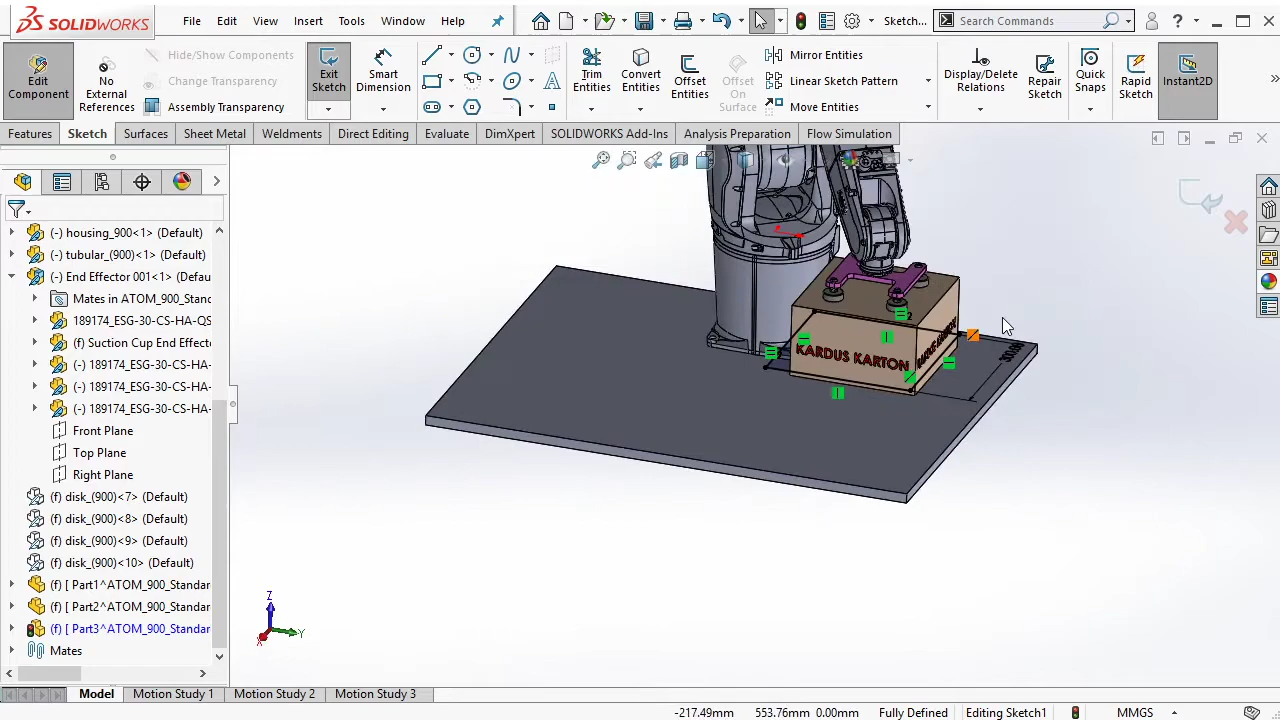 SOLIDWORKS
File Edit View Insert Tools Window Help
Sketch...
Search Commands
Edit Component
No External References
Hide/Show Components
Change Transparency
Assembly Transparency
Exit Sketch
Smart Dimension
Trim Entities
Convert Entities
Offset Entities
Offset On Surface
Mirror Entities
Linear Sketch Pattern
Move Entities
Display/Delete Relations
Repair Sketch
Quick Snaps
Rapid Sketch
Instant2D
Features Sketch Surfaces Sheet Metal Weldments Direct Editing Evaluate DimXpert SOLIDWORKS Add-Ins Analysis Preparation Flow Simulation
(-) housing_900<1> (Default)
(-) tubular_(900)<1> (Default)
(-) End Effector 001<1> (Defau
Mates in ATOM_900_Stand
189174_ESG-30-CS-HA-QS
(f) Sudion Cup End Effecto
(-) 189174_ESG-30-CS-HA-
(-) 189174_ESG-30-CS-HA-
(-) 189174_ESG-30-CS-HA-
Front Plane
Top Plane
Right Plane
(f) disk_(900)<7> (Default)
(f) disk_(900)<8> (Default)
(f) disk_(900)<9> (Default)
(f) disk_(900)<10> (Default)
(f) [ Part1^ATOM_900_Standar
(f) [ Part2^ATOM_900_Standar
(f) [ Part3^ATOM_900_Standar
Mates
KARDUS KARTON
2
Z
Y
X
Model Motion Study 1 Motion Study 2 Motion Study 3
-217.49mm 553.76mm 0.00mm Fully Defined Editing Sketch1 MMGS